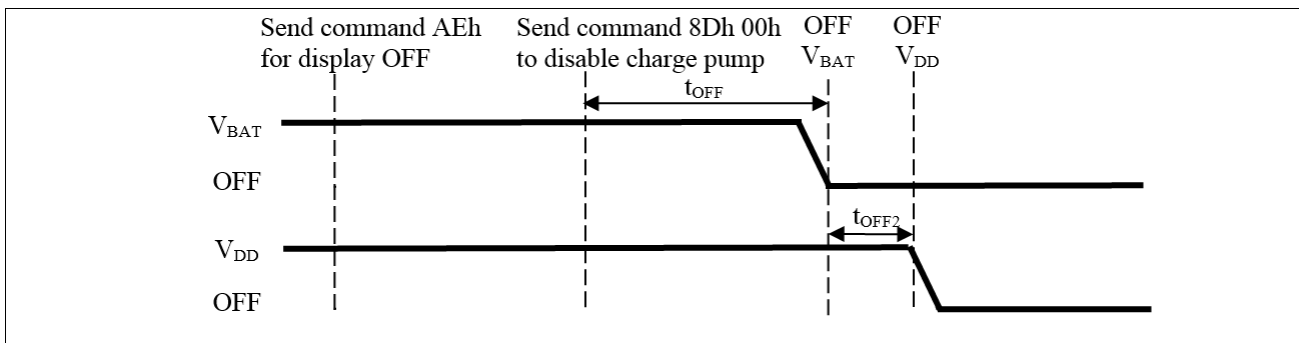 Send command AEh
for display OFF
Send command 8Dh 00h
to disable charge pump
OFF
VBAT
OFF
VDD
tOFF
VBAT
OFF
tOFF2
VDD
OFF